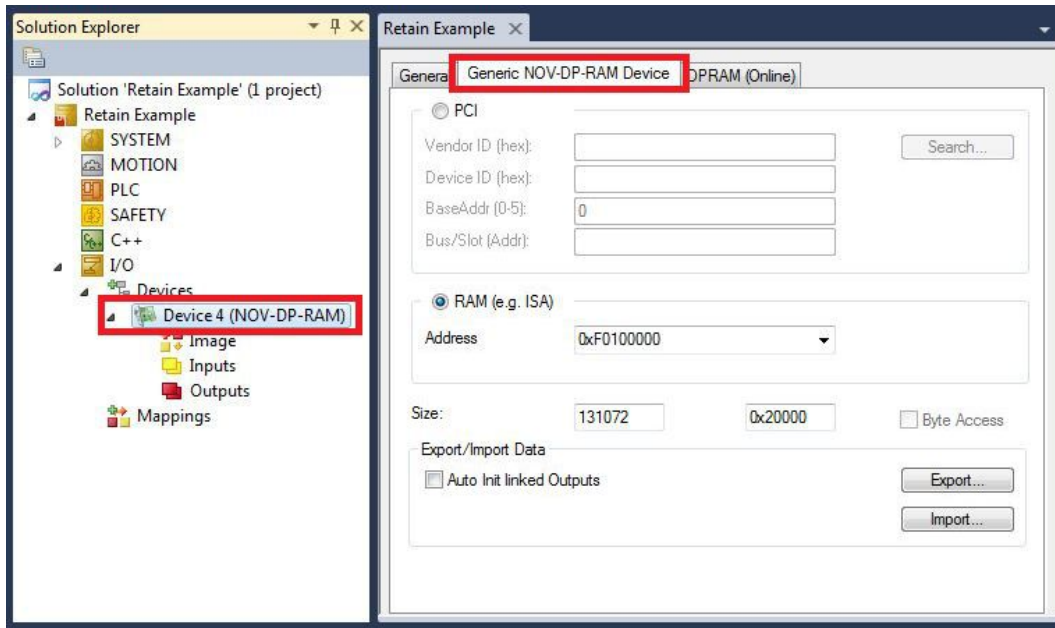 Solution Explorer
Solution 'Retain Example' (1 project)
Retain Example
SYSTEM
MOTION
PLC
SAFETY
C++
I/O
Devices
Device 4 (NOV-DP-RAM)
Image
Inputs
Outputs
Mappings
Retain Example
Genera Generic NOV-DP-RAM Device DPRAM (Online)
PCI
Vendor ID (hex): Search...
Device ID (hex):
BaseAddr (0-5): 0
Bus/Slot (Addr):
RAM (e.g. ISA)
Address 0xF0100000
Size: 131072 0x20000 Byte Access
Export/Import Data
Auto Init linked Outputs Export...
Import...